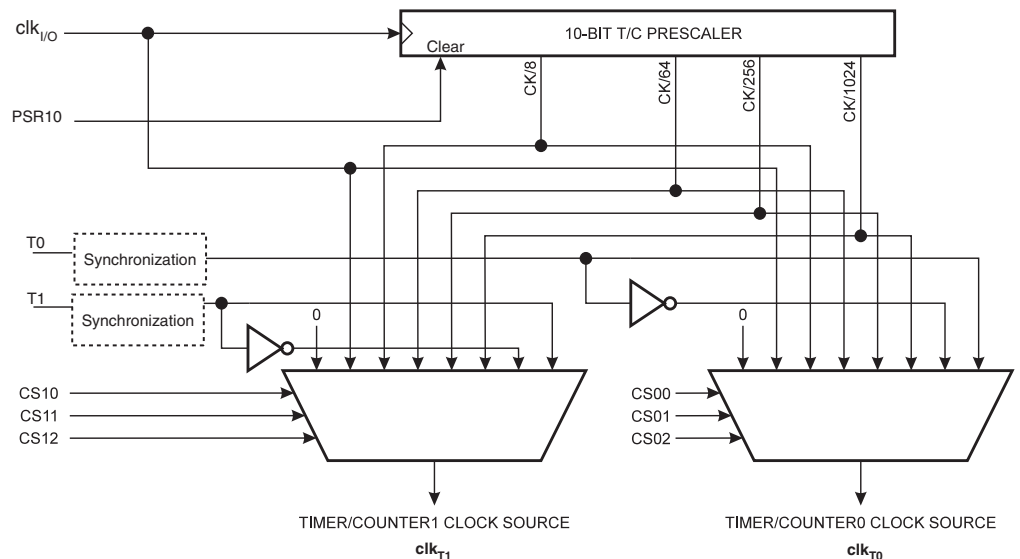 clkI/O
10-BIT T/C PRESCALER
Clear
CK/8
CK/64
CK/256
CK/1024
PSR10
T0
Synchronization
T1
Synchronization
0
0
CS10
CS11
CS12
CS00
CS01
CS02
TIMER/COUNTER1 CLOCK SOURCE
clkT1
TIMER/COUNTER0 CLOCK SOURCE
clkT0